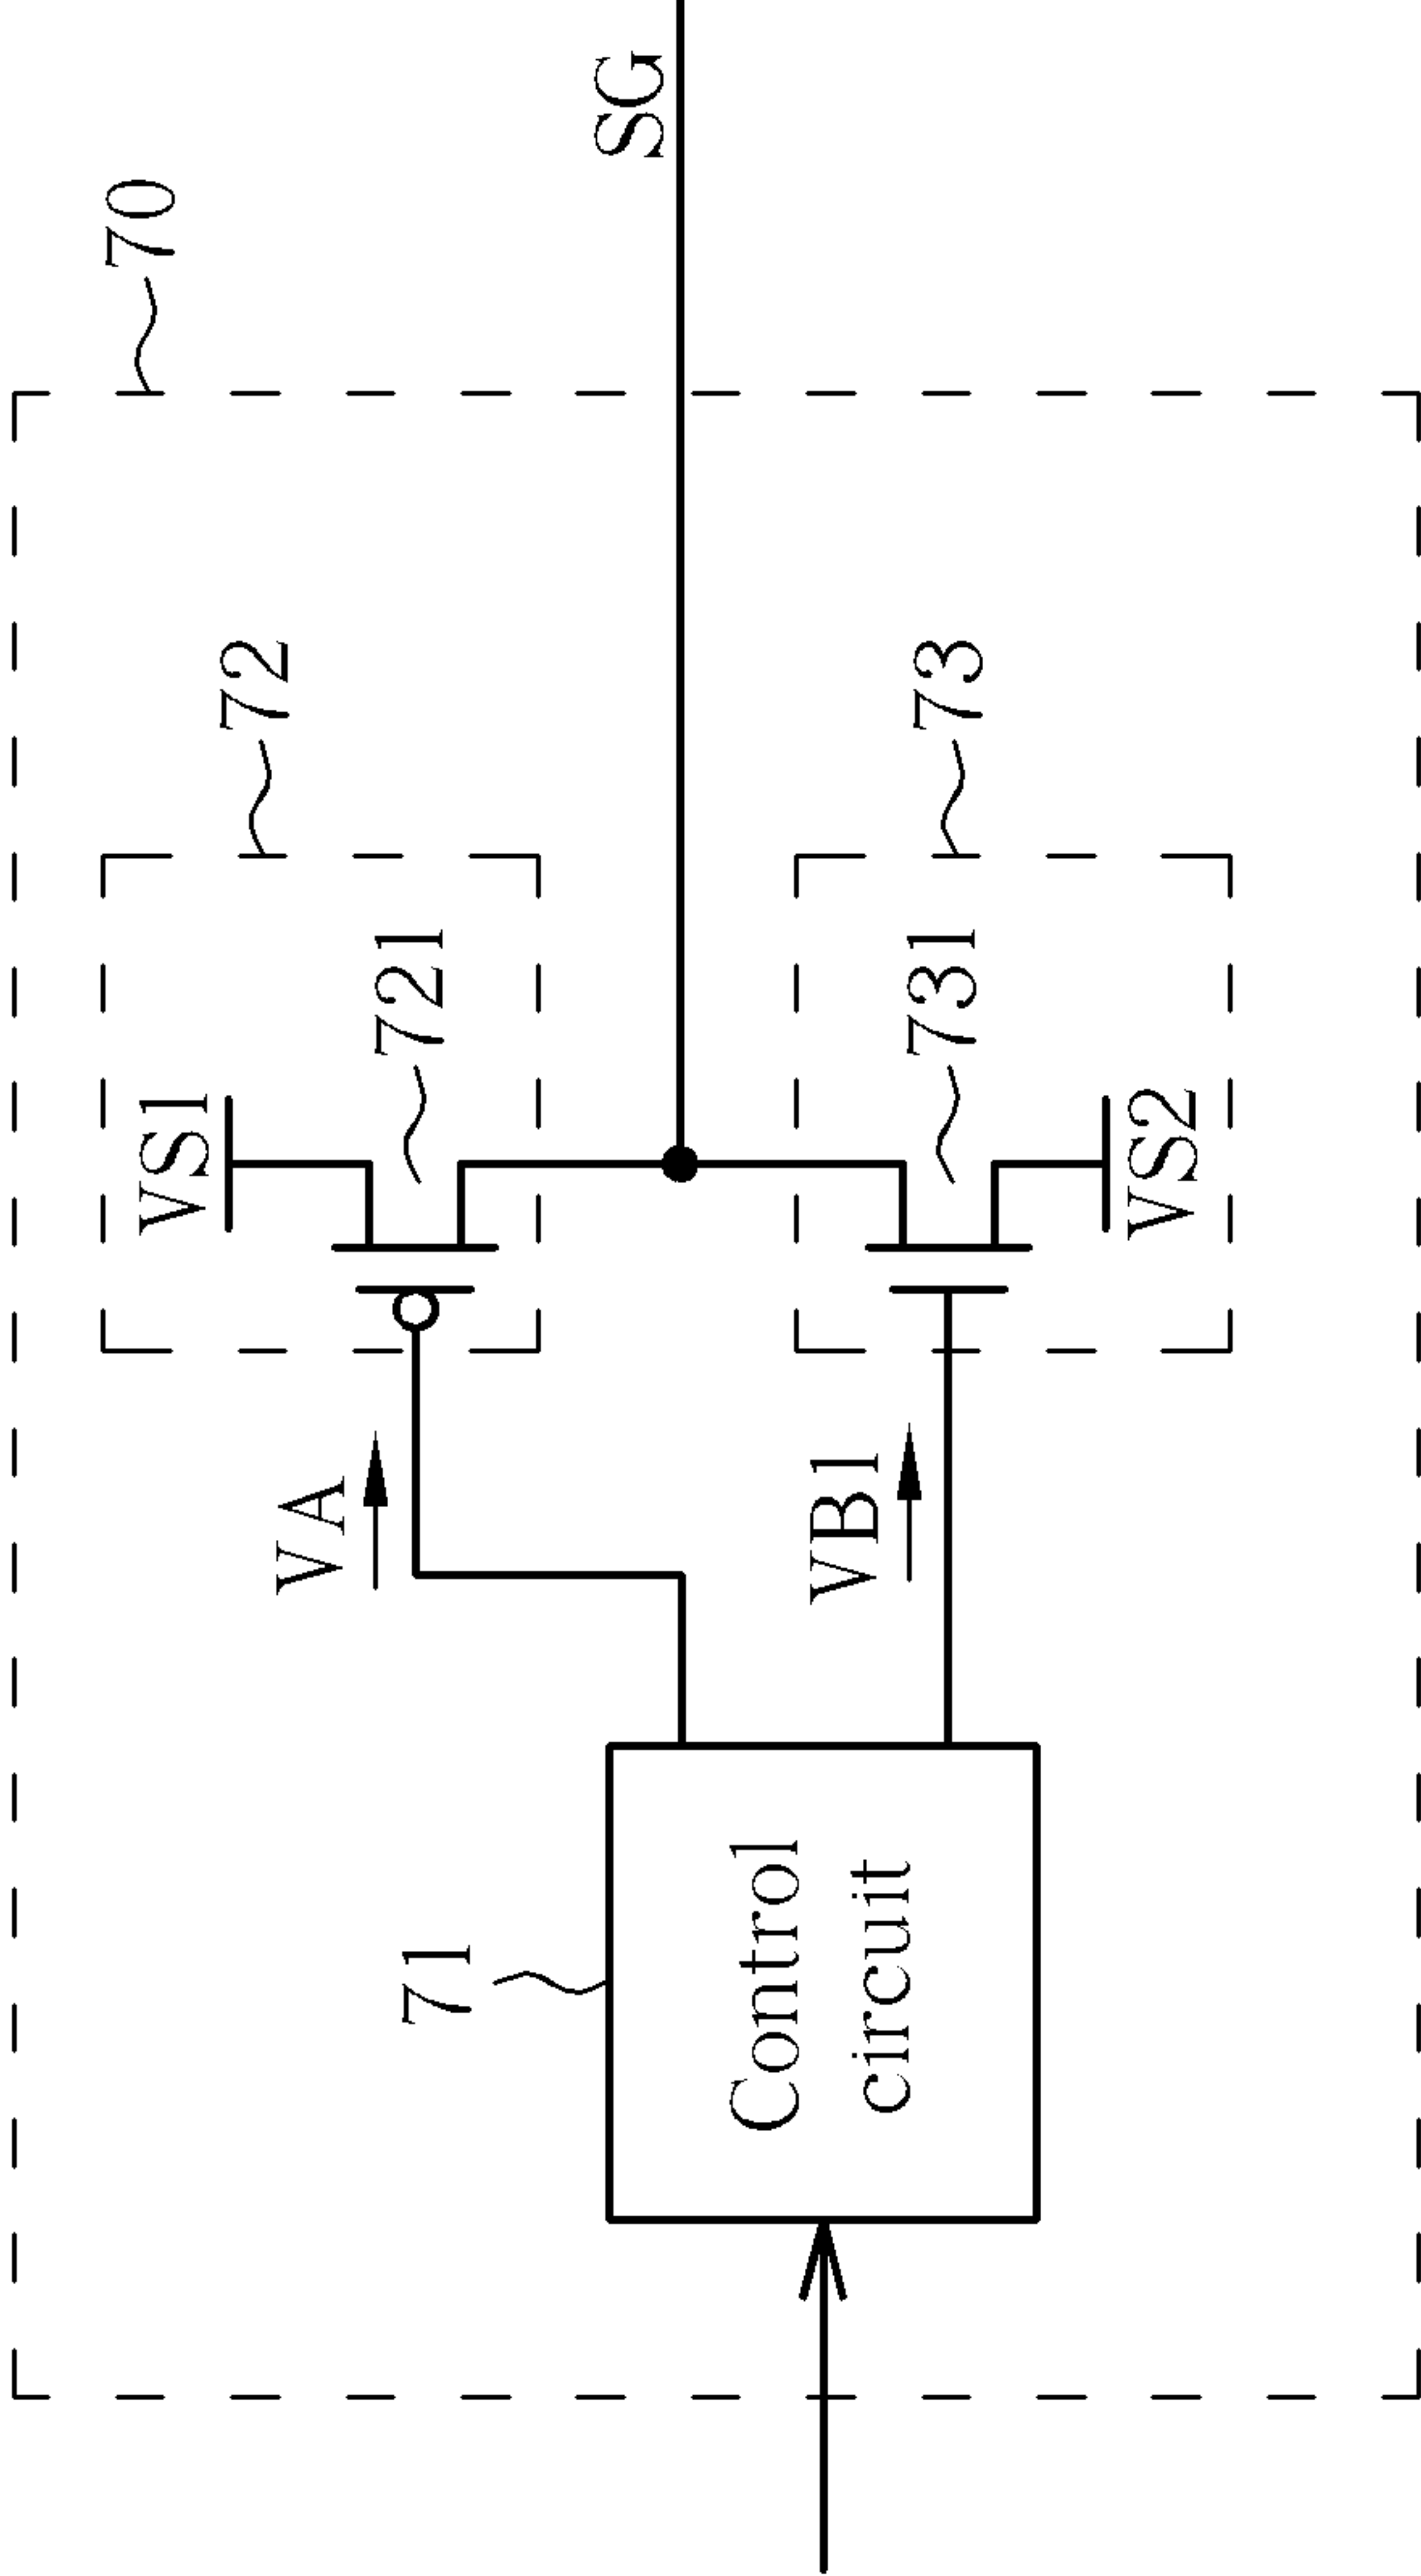 70
SG
72
73
VS1
721
731
VS2
VA
VB1
71
Control
circuit